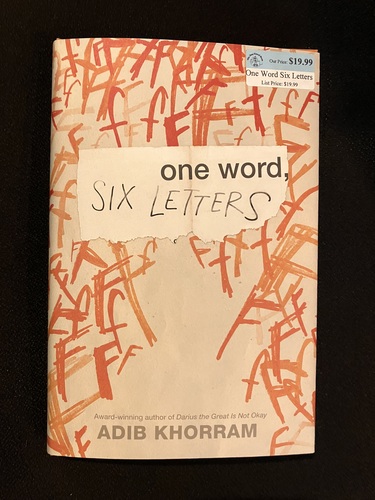 Our Price: $19.99
One Word Six Letters
List Price: $19.99
one word,
SIX LETTERS
Award-winning author of Darius the Great Is Not Okay
ADIB KHORRAM